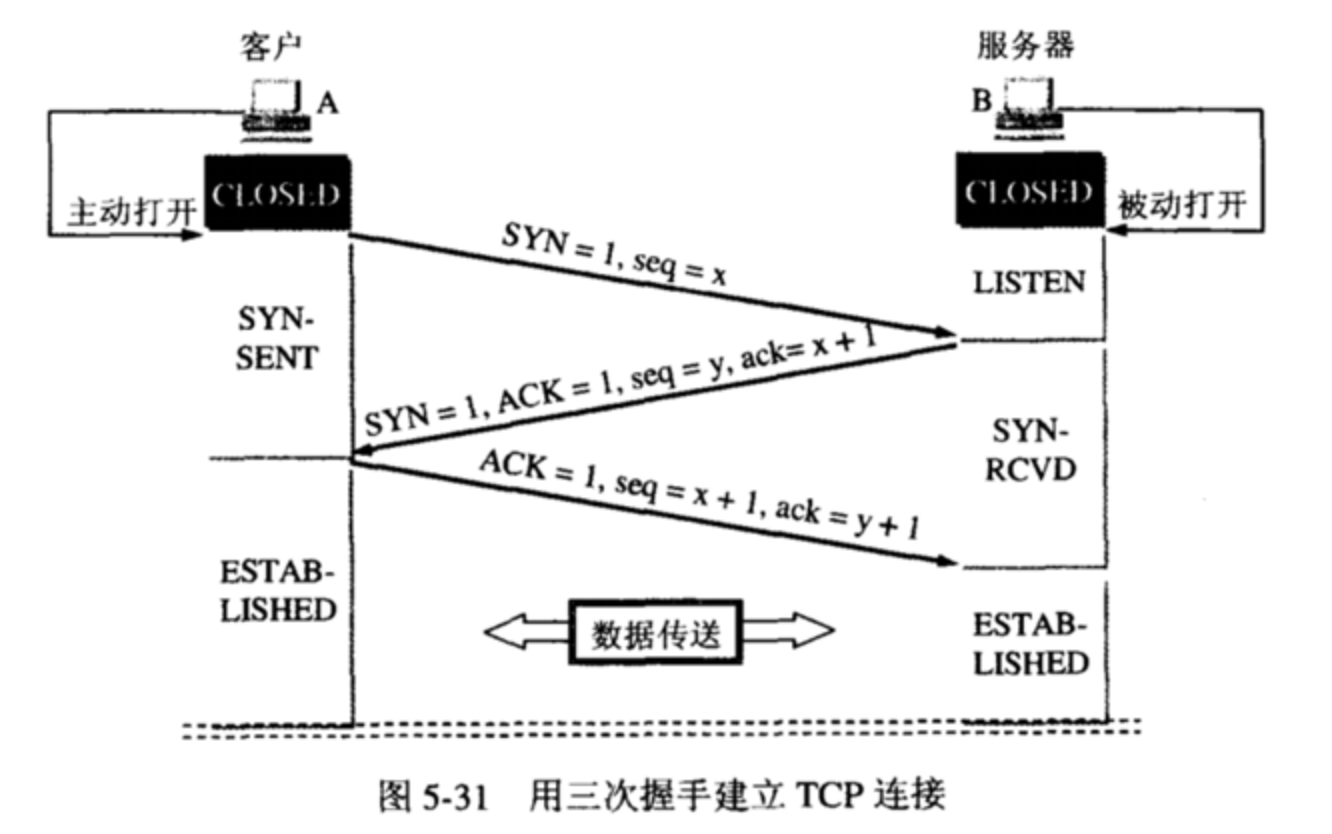 客户
服务器
A
B
CLOSED
CLOSED
主动打开
被动打开
SYN = 1, seq = x
LISTEN
SYN-
SENT
SYN = 1, ACK = 1, seq = y, ack= x + 1
SYN-
RCVD
ACK = 1, seq = x + 1, ack = y + 1
ESTAB-
LISHED
数据传送
ESTAB-
LISHED
图 5-31 用三次握手建立 TCP 连接